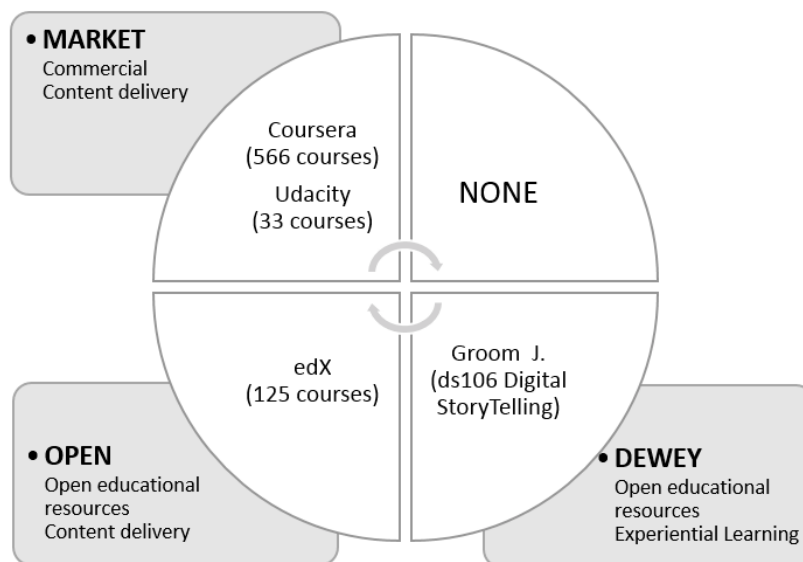 • MARKET
Commercial
Content delivery
Coursera
(566 courses)
Udacity
(33 courses)
NONE
edX
(125 courses)
Groom J.
(ds106 Digital
StoryTelling)
• OPEN
Open educational
resources
Content delivery
• DEWEY
Open educational
resources
Experiential Learning